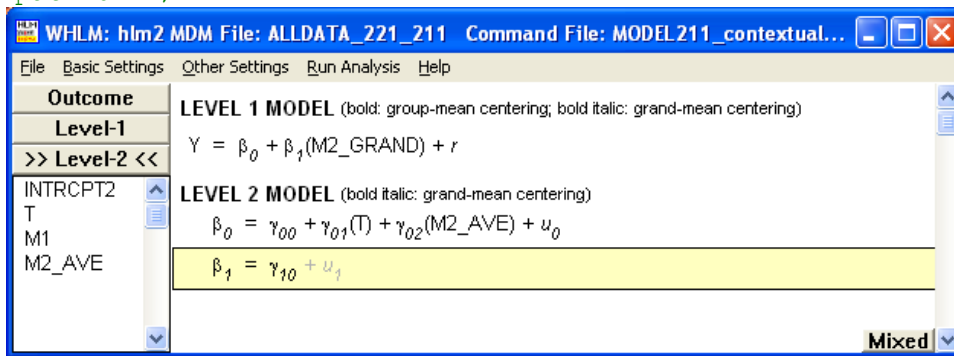 WHLM: hlm2 MDM File: ALLDATA_221_211 Command File: MODEL211_contextual...
File Basic Settings Other Settings Run Analysis Help
Outcome
Level-1
>> Level-2 <<
INTRCPT2
T
M1
M2_AVE
LEVEL 1 MODEL (bold: group-mean centering; bold italic: grand-mean centering)
Y = β0 + β1(M2_GRAND) + r
LEVEL 2 MODEL (bold italic: grand-mean centering)
β0 = γ00 + γ01(T) + γ02(M2_AVE) + u0
β1 = γ10 + u1
Mixed